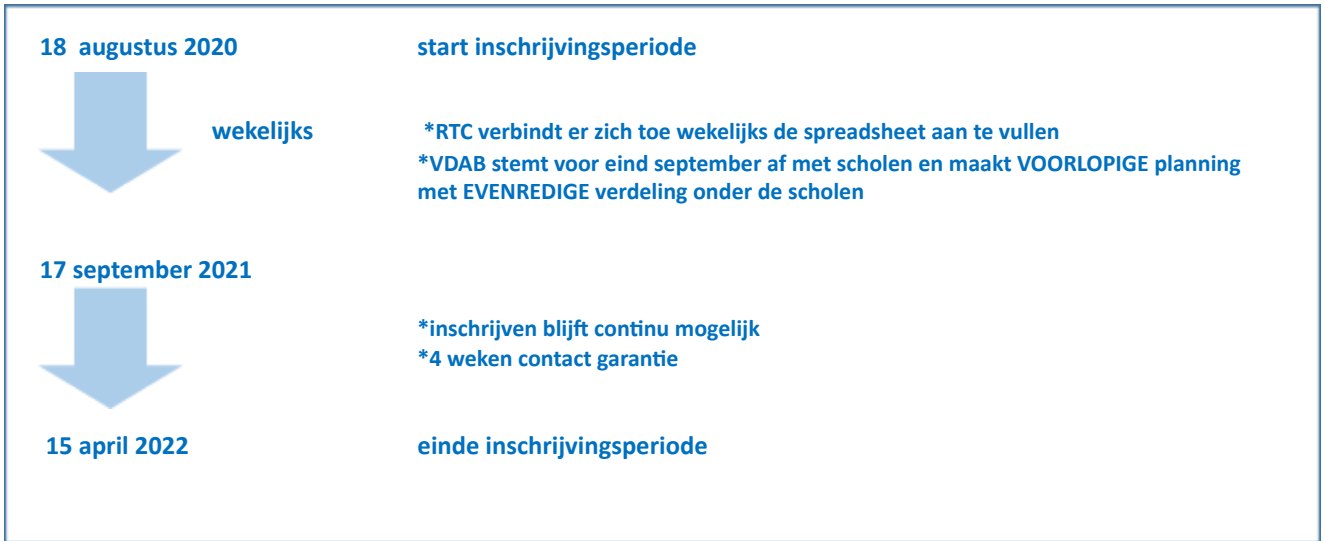 18 augustus 2020 start inschrijvingsperiode
wekelijks *RTC verbindt er zich toe wekelijks de spreadsheet aan te vullen
*VDAB stemt voor eind september af met scholen en maakt VOORLOPIGE planning
met EVENREDIGE verdeling onder de scholen
17 september 2021
*inschrijven blijft continu mogelijk
*4 weken contact garantie
15 april 2022 einde inschrijvingsperiode